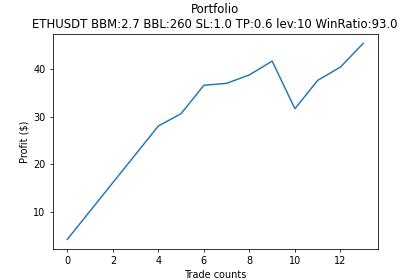 Portfolio
ETHUSDT BBM:2.7 BBL:260 SL:1.0 TP:0.6 lev:10 WinRatio:93.0
Profit ($)
40
30
20
10
0 2 4 6 8 10 12
Trade counts